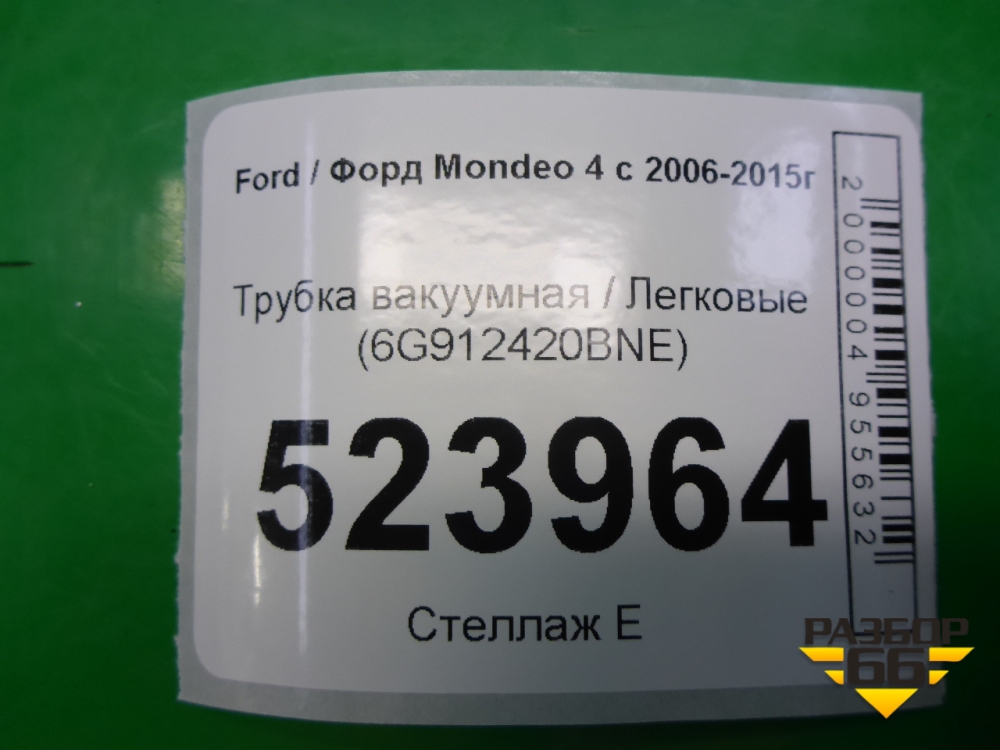 Ford / Форд Mondeo 4 с 2006-2015г
Трубка вакуумная / Легковые
(6G912420BNE)
523964
Стеллаж Е
2000004955632
РАЗБОР
66